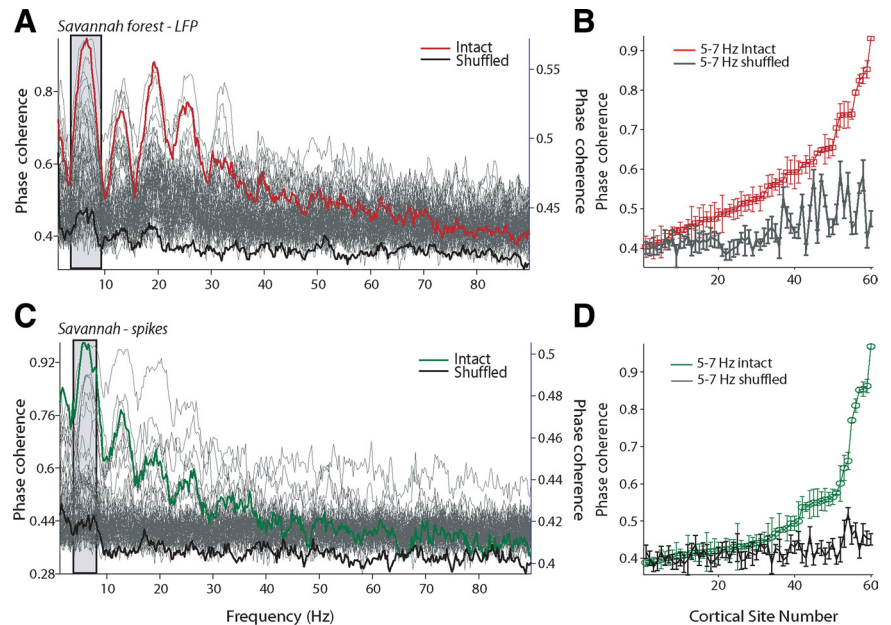 A
Savannah forest - LFP
Intact
Shuffled
Phase coherence
0.8
0.6
0.4
0.55
0.5
0.45
Phase coherence
10 20 30 40 50 60 70 80
B
5-7 Hz Intact
5-7 Hz shuffled
Phase coherence
0.9
0.8
0.7
0.6
0.5
0.4
20 40 60
C
Savannah - spikes
Intact
Shuffled
Phase coherence
0.92
0.76
0.6
0.44
0.28
0.5
0.48
0.46
0.44
0.42
0.4
Phase coherence
10 20 30 40 50 60 70 80
Frequency (Hz)
D
5-7 Hz intact
5-7 Hz shuffled
Phase coherence
0.9
0.8
0.7
0.6
0.5
0.4
20 40 60
Cortical Site Number